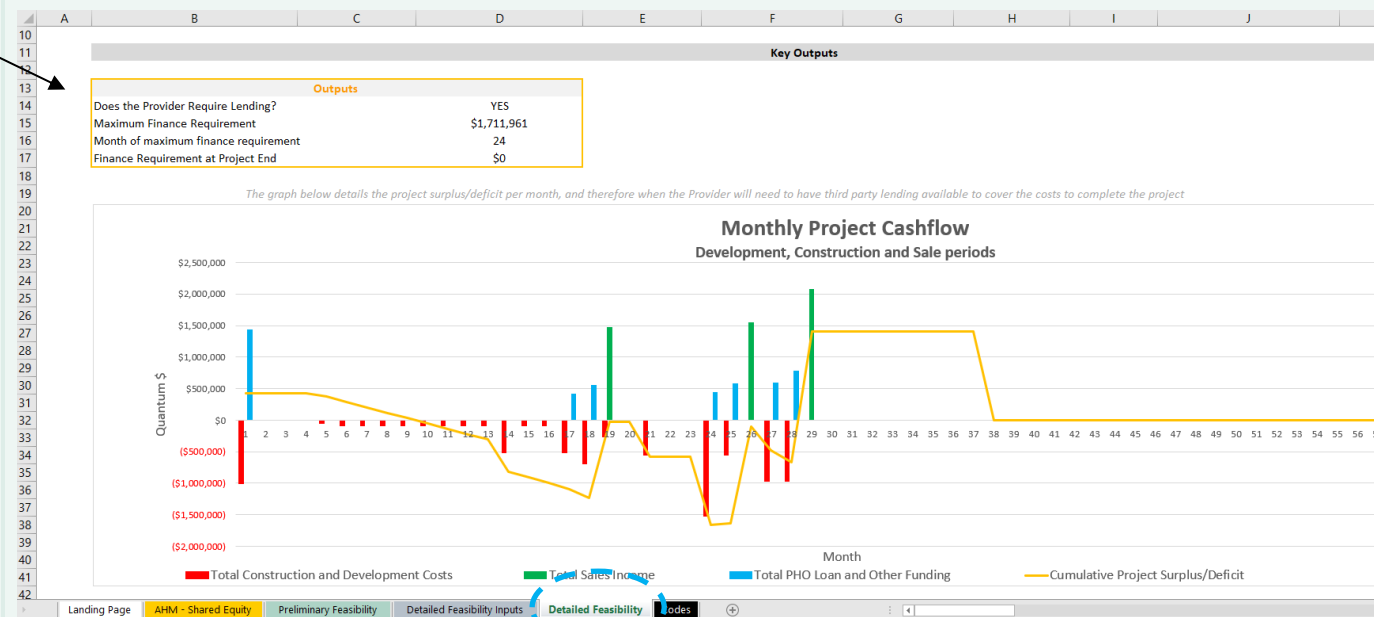 A B C D E F G H I J
10
11 Key Outputs
12
13 Outputs
14 Does the Provider Require Lending? YES
15 Maximum Finance Requirement $1,711,961
16 Month of maximum finance requirement 24
17 Finance Requirement at Project End $0
18
19 The graph below details the project surplus/deficit per month, and therefore when the Provider will need to have third party lending available to cover the costs to complete the project
20
21 Monthly Project Cashflow
22 Development, Construction and Sale periods
23 $2,500,000
24
25 $2,000,000
26
27 $1,500,000
28
29 $1,000,000
30 $500,000
31 Quantum $
32 $0
33 1 2 3 4 5 6 7 8 9 10 11 12 13 14 15 16 17 18 19 20 21 22 23 24 25 26 27 28 29 30 31 32 33 34 35 36 37 38 39 40 41 42 43 44 45 46 47 48 49 50 51 52 53 54 55 56
34 ($500,000)
35
36 ($1,000,000)
37
38 ($1,500,000)
39
40 ($2,000,000) Month
41 Total Construction and Development Costs Total Sales Income Total PHO Loan and Other Funding Cumulative Project Surplus/Deficit
42
Landing Page AHM - Shared Equity Preliminary Feasibility Detailed Feasibility Inputs Detailed Feasibility